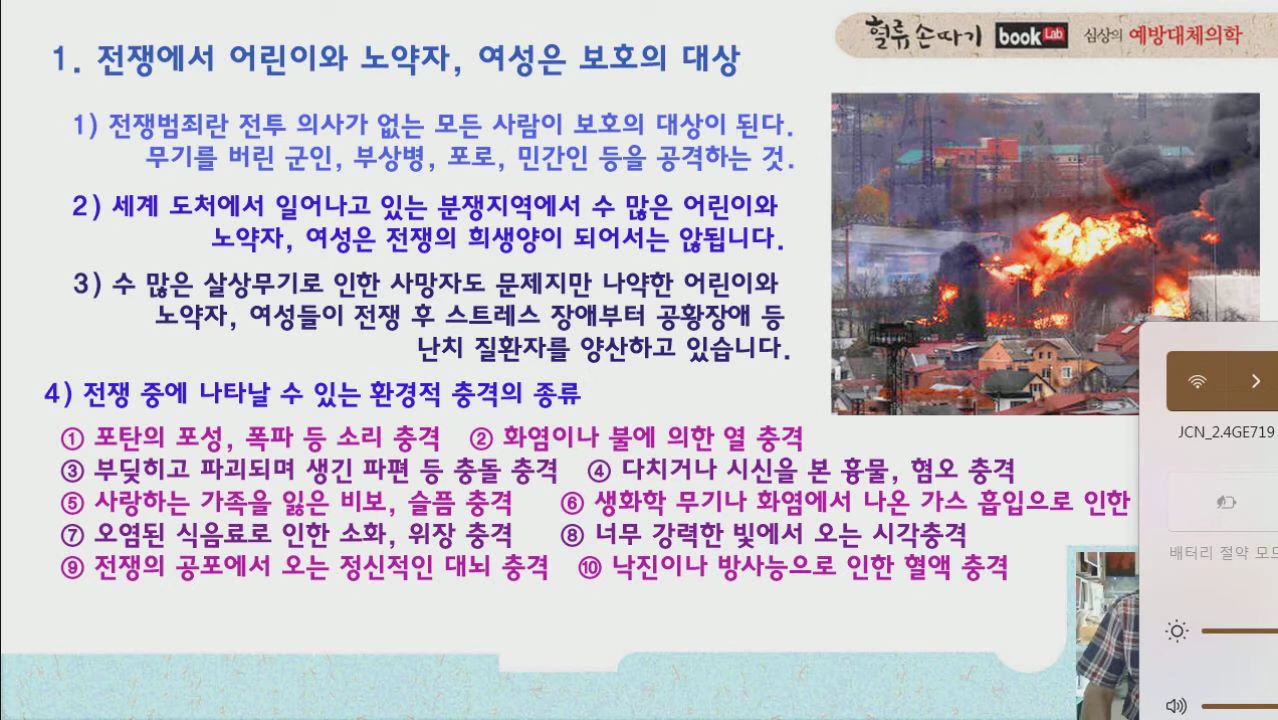 혈류 손따기 book Lab 심상의 예방대체의학
1. 전쟁에서 어린이와 노약자, 여성은 보호의 대상
1) 전쟁범죄란 전투 의사가 없는 모든 사람이 보호의 대상이 된다.
무기를 버린 군인, 부상병, 포로, 민간인 등을 공격하는 것.
2) 세계 도처에서 일어나고 있는 분쟁지역에서 수 많은 어린이와
노약자, 여성은 전쟁의 희생양이 되어서는 않됩니다.
3) 수 많은 살상무기로 인한 사망자도 문제지만 나약한 어린이와
노약자, 여성들이 전쟁 후 스트레스 장애부터 공황장애 등
난치 질환자를 양산하고 있습니다.
4) 전쟁 중에 나타날 수 있는 환경적 충격의 종류
① 포탄의 포성, 폭파 등 소리 충격 ② 화염이나 불에 의한 열 충격
③ 부딪히고 파괴되며 생긴 파편 등 충돌 충격 ④ 다치거나 시신을 본 흉물, 혐오 충격
⑤ 사랑하는 가족을 잃은 비보, 슬픔 충격 ⑥ 생화학 무기나 화염에서 나온 가스 흡입으로 인한
⑦ 오염된 식음료로 인한 소화, 위장 충격 ⑧ 너무 강력한 빛에서 오는 시각충격
⑨ 전쟁의 공포에서 오는 정신적인 대뇌 충격 ⑩ 낙진이나 방사능으로 인한 혈액 충격
JCN_2.4GE719
배터리 절약